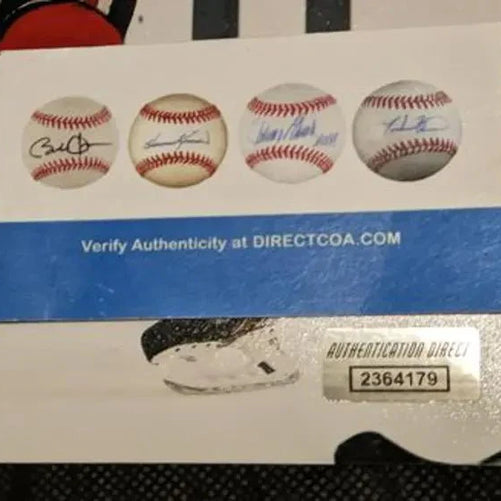 Verify Authenticity at DIRECTCOA.COM
AUTHENTICATION DIRECT
2364179